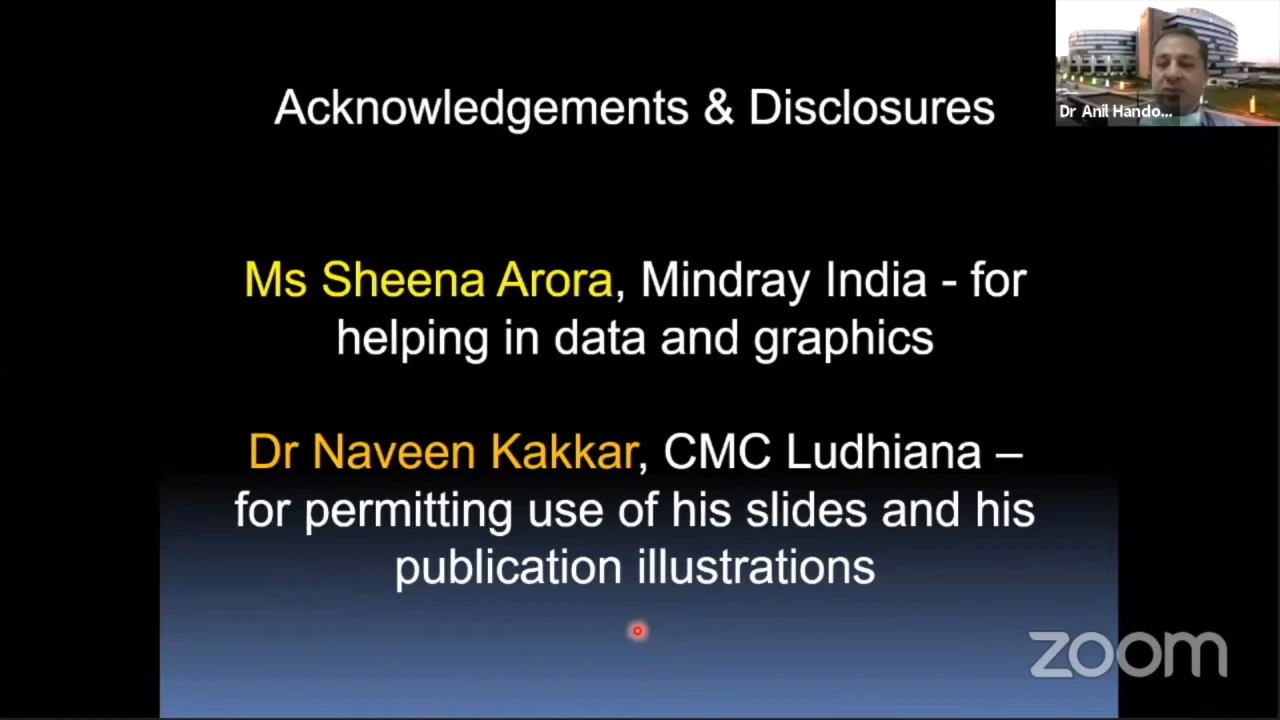 Acknowledgements & Disclosures
Dr Anil Hando...
Ms Sheena Arora, Mindray India - for
helping in data and graphics
Dr Naveen Kakkar, CMC Ludhiana –
for permitting use of his slides and his
publication illustrations
zoom